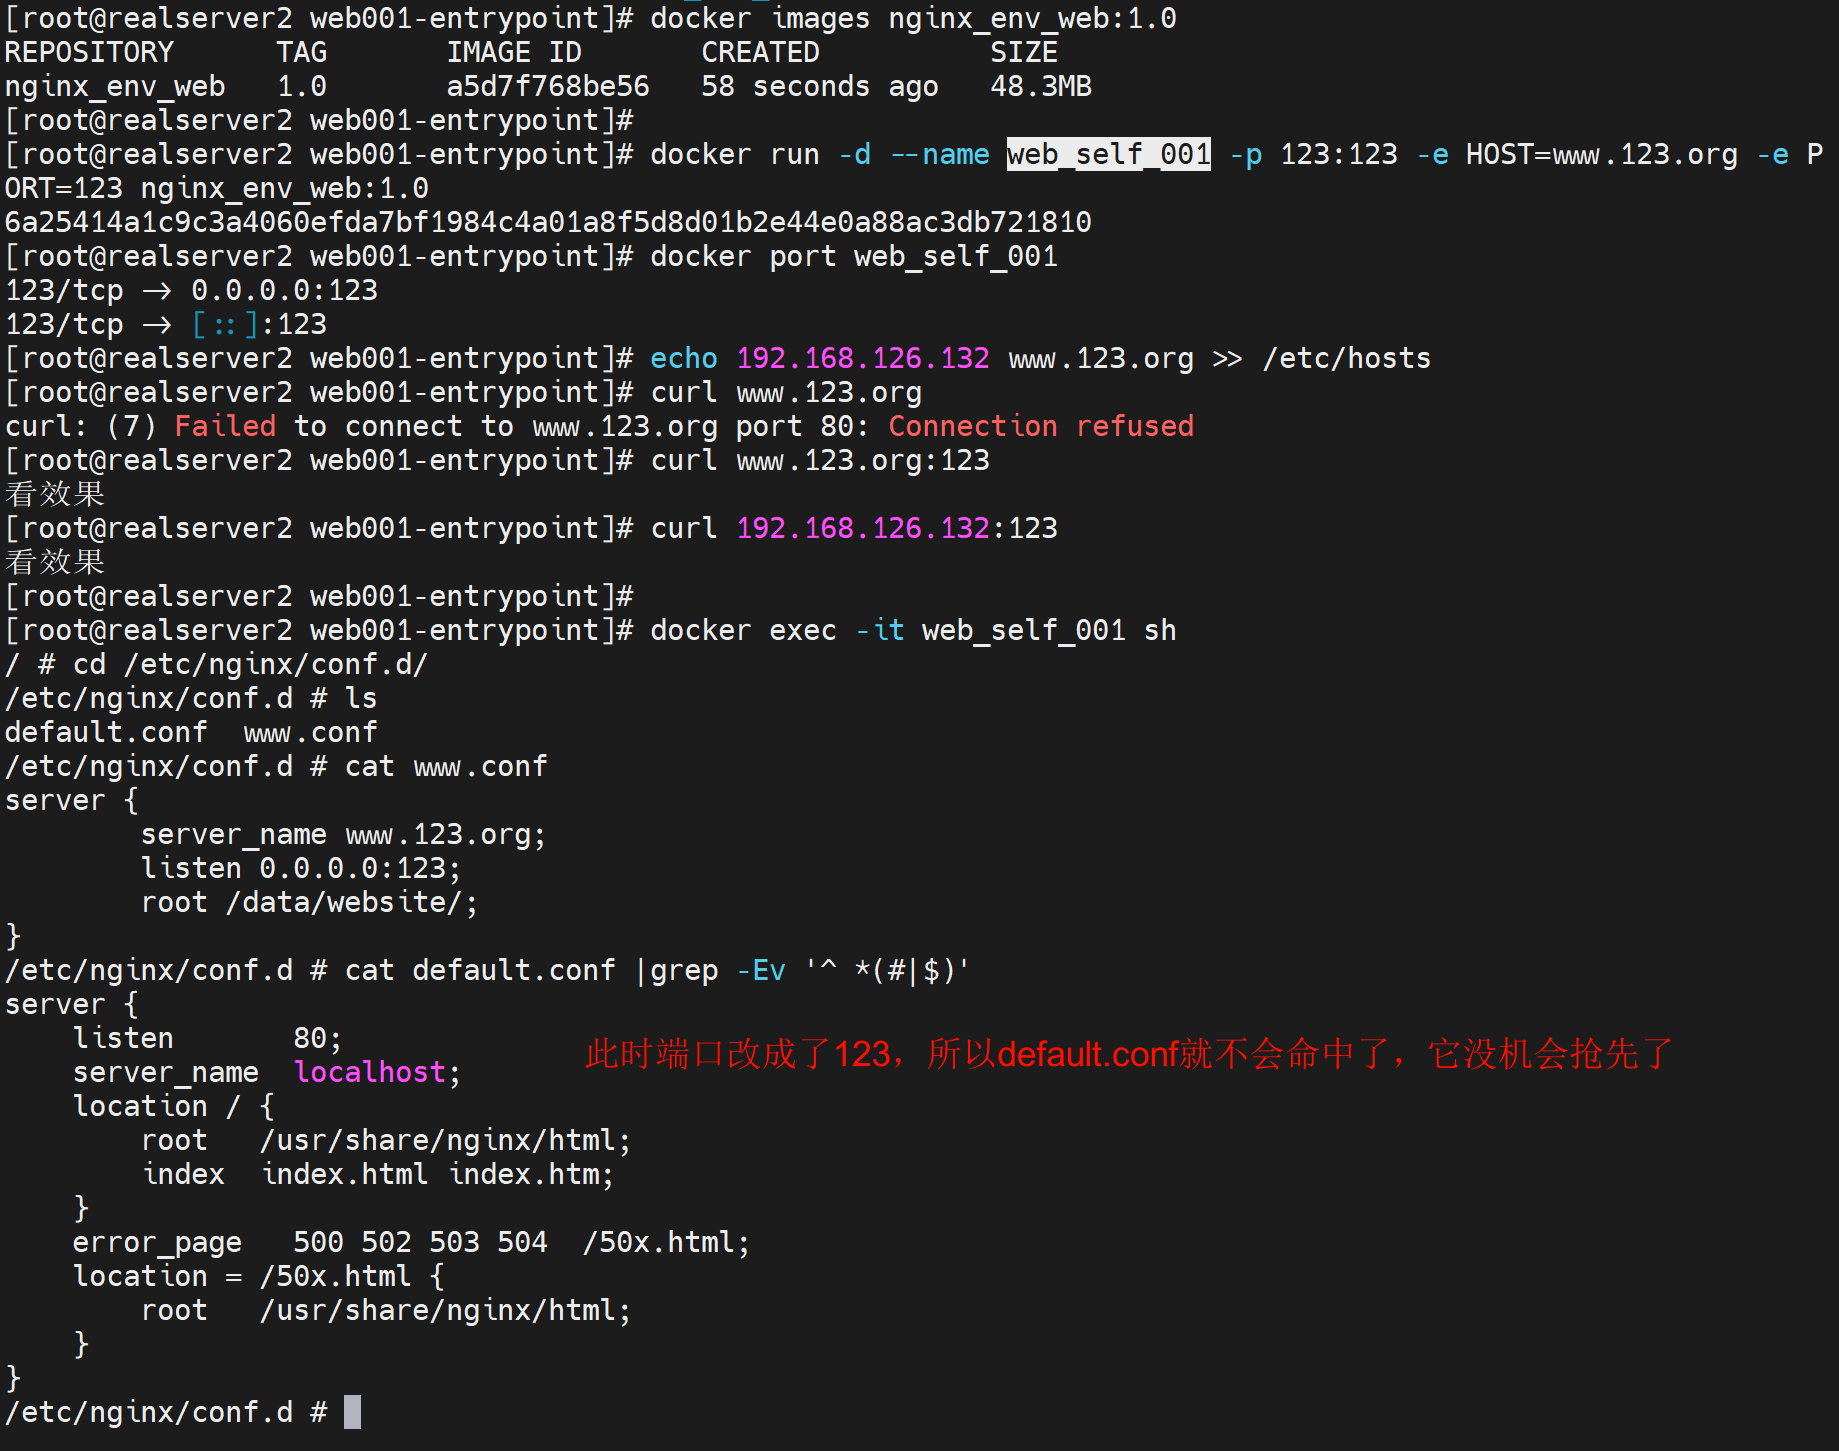 [root@realserver2 web001-entrypoint]# docker images nginx_env_web:1.0
REPOSITORY      TAG       IMAGE ID       CREATED          SIZE
nginx_env_web   1.0       a5d7f768be56   58 seconds ago   48.3MB
[root@realserver2 web001-entrypoint]#
[root@realserver2 web001-entrypoint]# docker run -d --name web_self_001 -p 123:123 -e HOST=www.123.org -e P
ORT=123 nginx_env_web:1.0
6a25414a1c9c3a4060efda7bf1984c4a01a8f5d8d01b2e44e0a88ac3db721810
[root@realserver2 web001-entrypoint]# docker port web_self_001
123/tcp -> 0.0.0.0:123
123/tcp -> [::]:123
[root@realserver2 web001-entrypoint]# echo 192.168.126.132 www.123.org >> /etc/hosts
[root@realserver2 web001-entrypoint]# curl www.123.org
curl: (7) Failed to connect to www.123.org port 80: Connection refused
[root@realserver2 web001-entrypoint]# curl www.123.org:123
看效果
[root@realserver2 web001-entrypoint]# curl 192.168.126.132:123
看效果
[root@realserver2 web001-entrypoint]#
[root@realserver2 web001-entrypoint]# docker exec -it web_self_001 sh
/ # cd /etc/nginx/conf.d/
/etc/nginx/conf.d # ls
default.conf  www.conf
/etc/nginx/conf.d # cat www.conf
server {
        server_name www.123.org;
        listen 0.0.0.0:123;
        root /data/website/;
}
/etc/nginx/conf.d # cat default.conf |grep -Ev '^ *(#|$)'
server {
    listen       80;
此时端口改成了123，所以default.conf就不会命中了，它没机会抢先了
    server_name  localhost;
    location / {
        root   /usr/share/nginx/html;
        index  index.html index.htm;
    }
    error_page   500 502 503 504  /50x.html;
    location = /50x.html {
        root   /usr/share/nginx/html;
    }
}
/etc/nginx/conf.d #